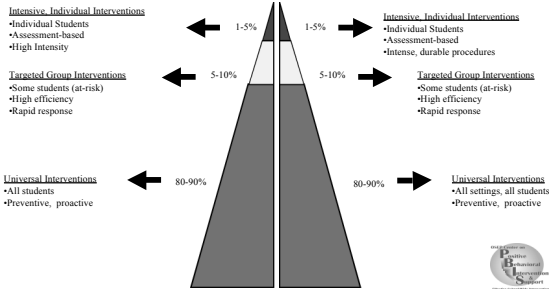 Intensive, Individual Interventions
•Individual Students
•Assessment-based
•High Intensity
1-5%
1-5%
Intensive, Individual Interventions
•Individual Students
•Assessment-based
•Intense, durable procedures
Targeted Group Interventions
•Some students (at-risk)
•High efficiency
•Rapid response
5-10%
5-10%
Targeted Group Interventions
•Some students (at-risk)
•High efficiency
•Rapid response
Universal Interventions
•All students
•Preventive, proactive
80-90%
80-90%
Universal Interventions
•All settings, all students
•Preventive, proactive
Positive
Behavioral
Interventions
Support